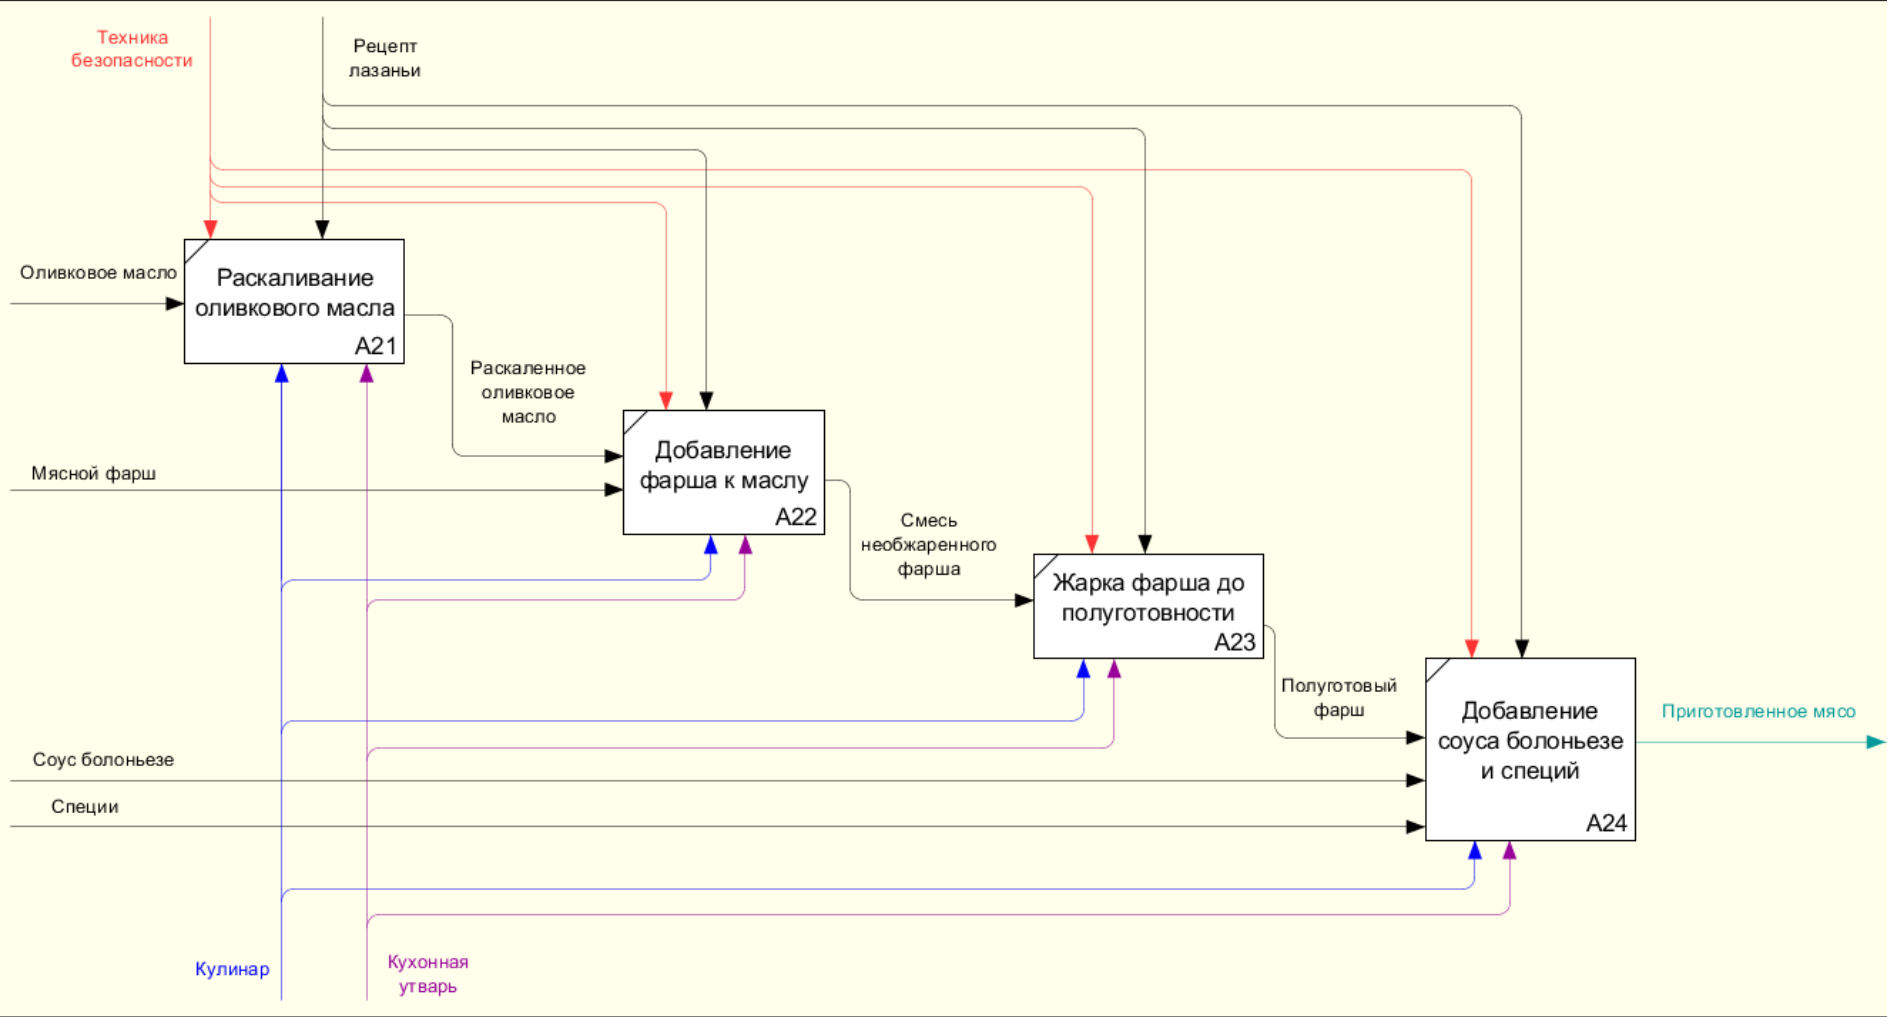 Техника
безопасности
Рецепт
лазаньи
Оливковое масло
Раскаливание
оливкового масла
A21
Раскаленное
оливковое
масло
Мясной фарш
Добавление
фарша к маслу
A22
Смесь
необжаренного
фарша
Жарка фарша до
полуготовности
A23
Полуготовый
фарш
Соус болоньезе
Специи
Добавление
соуса болоньезе
и специй
A24
Приготовленное мясо
Кулинар
Кухонная
утварь